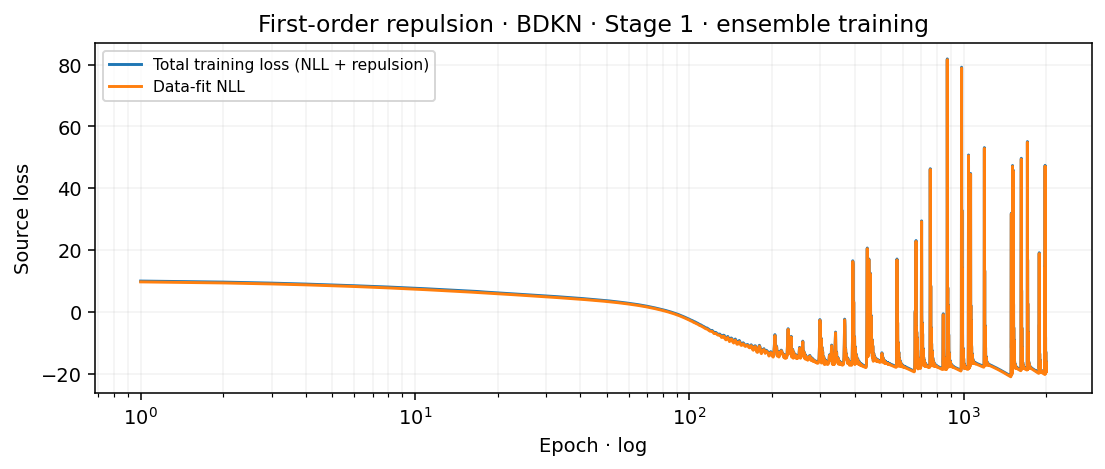 First-order repulsion · BDKN · Stage 1 · ensemble training
Total training loss (NLL + repulsion)
Data-fit NLL
Source loss
80
60
40
20
0
−20
10⁰
10¹
10²
10³
Epoch · log